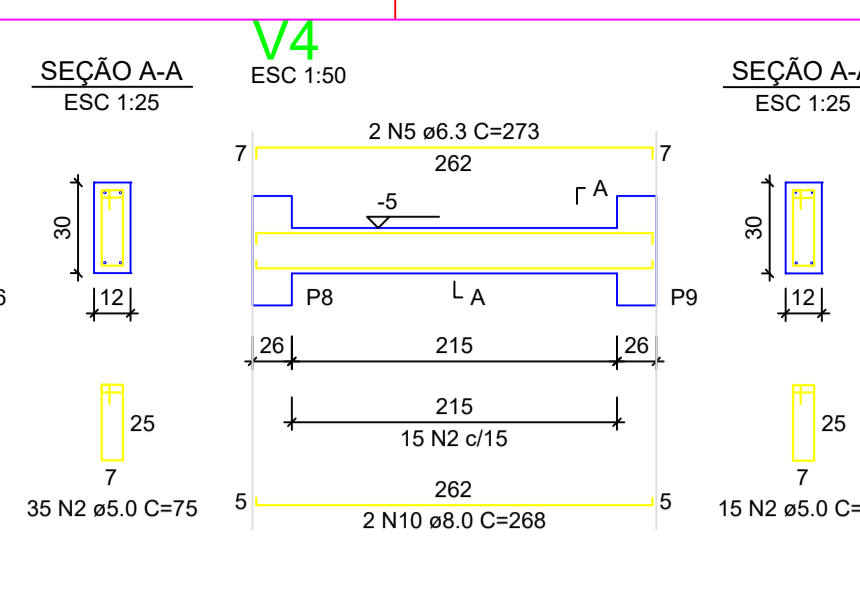 V4
ESC 1:50
SEÇÃO A-A
ESC 1:25
30
12
25
7
35 N2 ø5.0 C=75
2 N5 ø6.3 C=273
7
262
7
-5
A
A
P8
P9
26
215
26
215
15 N2 c/15
262
5
5
2 N10 ø8.0 C=268
SEÇÃO A-A
ESC 1:25
30
12
25
7
15 N2 ø5.0 C=